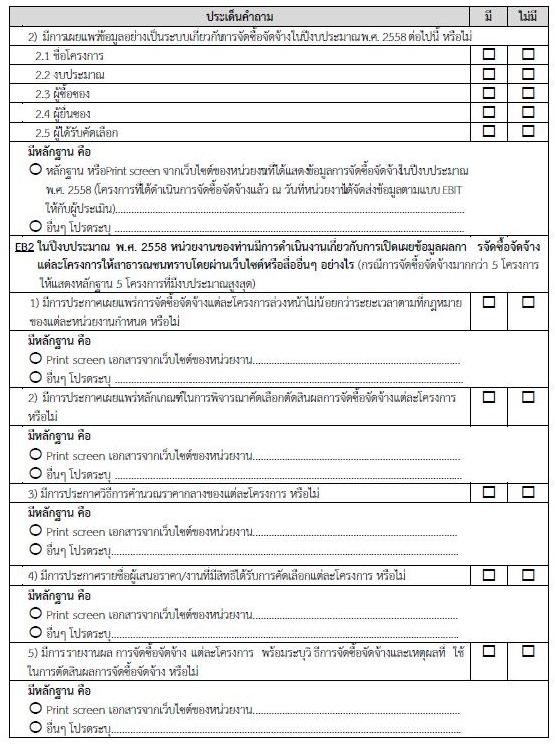 ประเด็นคำถาม มี ไม่มี
2) มีการเผยแพร่ข้อมูลอย่างเป็นระบบเกี่ยวกับการจัดซื้อจัดจ้างในปีงบประมาณพ.ศ. 2558 ต่อไปนี้ หรือไม่
2.1 ชื่อโครงการ
2.2 งบประมาณ
2.3 ผู้ซื้อซอง
2.4 ผู้ยื่นซอง
2.5 ผู้ได้รับคัดเลือก
มีหลักฐาน คือ
หลักฐาน หรือPrint screen จากเว็บไซต์ของหน่วยงานที่ได้แสดงข้อมูลการจัดซื้อจัดจ้างในปีงบประมาณ
พ.ศ. 2558 (โครงการที่ได้ดำเนินการจัดซื้อจัดจ้างแล้ว ณ วันที่หน่วยงานได้จัดส่งข้อมูลตามแบบ EBIT
ให้กับผู้ประเมิน)....................................................................................
อื่นๆ โปรดระบุ ....................................................................................
EB2 ในปีงบประมาณ พ.ศ. 2558 หน่วยงานของท่านมีการดำเนินงานเกี่ยวกับการเปิดเผยข้อมูลผลกา รจัดซื้อจัดจ้าง
แต่ละโครงการให้สาธารณชนทราบโดยผ่านเว็บไซต์หรือสื่ออื่นๆ อย่างไร (กรณีการจัดซื้อจัดจ้างมากกว่า 5 โครงการ
ให้แสดงหลักฐาน 5 โครงการที่มีงบประมาณสูงสุด)
1) มีการประกาศเผยแพร่การจัดซื้อจัดจ้างแต่ละโครงการล่วงหน้าไม่น้อยกว่าระยะเวลาตามที่กฎหมาย
ของแต่ละหน่วยงานกำหนด หรือไม่
มีหลักฐาน คือ
Print screen เอกสารจากเว็บไซต์ของหน่วยงาน....................................................
อื่นๆ โปรดระบุ ....................................................................................
2) มีการประกาศเผยแพร่หลักเกณฑ์ในการพิจารณาคัดเลือกตัดสินผลการจัดซื้อจัดจ้างแต่ละโครงการ
หรือไม่
มีหลักฐาน คือ
Print screen เอกสารจากเว็บไซต์ของหน่วยงาน....................................................
อื่นๆ โปรดระบุ ....................................................................................
3) มีการประกาศวิธีการคำนวณราคากลางของแต่ละโครงการ หรือไม่
มีหลักฐาน คือ
Print screen เอกสารจากเว็บไซต์ของหน่วยงาน....................................................
อื่นๆ โปรดระบุ....................................................................................
4) มีการประกาศรายชื่อผู้เสนอราคา/งานที่มีสิทธิได้รับการคัดเลือกแต่ละโครงการ หรือไม่
มีหลักฐาน คือ
Print screen เอกสารจากเว็บไซต์ของหน่วยงาน....................................................
อื่นๆ โปรดระบุ....................................................................................
5) มีการรายงานผล การจัดซื้อจัดจ้าง แต่ละโครงการ พร้อมระบุวิ ธีการจัดซื้อจัดจ้างและเหตุผลที่ ใช้
ในการตัดสินผลการจัดซื้อจัดจ้าง หรือไม่
มีหลักฐาน คือ
Print screen เอกสารจากเว็บไซต์ของหน่วยงาน....................................................
อื่นๆ โปรดระบุ....................................................................................